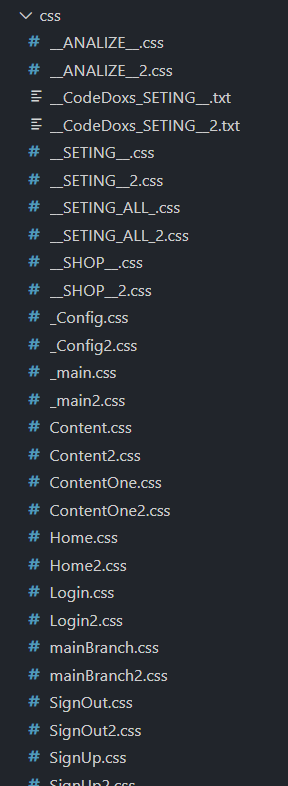 css
# __ANALIZE__.css
# __ANALIZE__2.css
__CodeDoxs_SETING__.txt
__CodeDoxs_SETING__2.txt
# __SETING__.css
# __SETING__2.css
# __SETING_ALL_.css
# __SETING_ALL_2.css
# __SHOP__.css
# __SHOP__2.css
# _Config.css
# _Config2.css
# _main.css
# _main2.css
# Content.css
# Content2.css
# ContentOne.css
# ContentOne2.css
# Home.css
# Home2.css
# Login.css
# Login2.css
# mainBranch.css
# mainBranch2.css
# SignOut.css
# SignOut2.css
# SignUp.css
# SignUp2.css